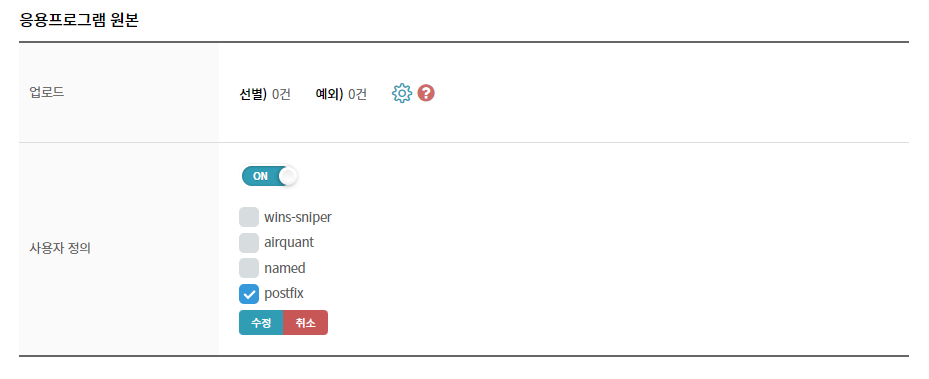 응용프로그램 원본
업로드
선별) 0건 예외) 0건 ?
ON
wins-sniper
airquant
사용자 정의
named
postfix
수정 취소